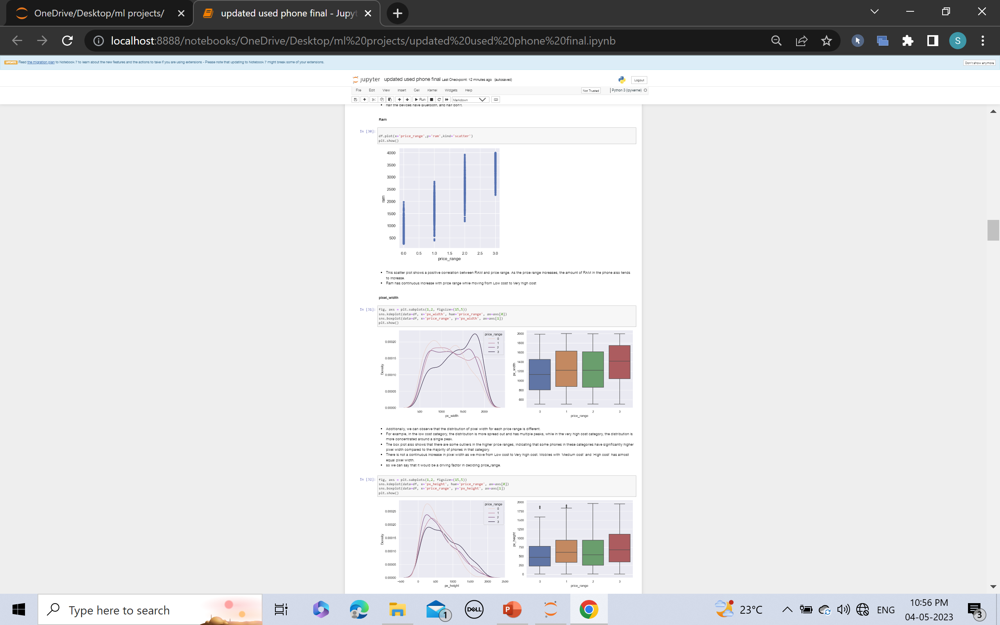 OneDrive/Desktop/ml projects/
updated used phone final - Jupyt
localhost:8888/notebooks/OneDrive/Desktop/ml%20projects/updated%20used%20phone%20final.ipynb
S
UPDATE Read the migration plan to Notebook 7 to learn about the new features and the actions to take if you are using extensions - Please note that updating to Notebook 7 might break some of your extensions.
Don't show anymore
jupyter updated used phone final Last Checkpoint: 12 minutes ago (autosaved)
Logout
File Edit View Insert Cell Kernel Widgets Help
Not Trusted
Python 3 (ipykernel)
Run
Markdown
half the devices have Bluetooth, and half don't.
Ram
In [30]:
df.plot(x='price_range',y='ram',kind='scatter')
plt.show()
4000
3500
3000
2500
2000
1500
1000
500
ram
0.0 0.5 1.0 1.5 2.0 2.5 3.0
price_range
• This scatter plot shows a positive correlation between RAM and price range. As the price range increases, the amount of RAM in the phone also tends
to increase.
• Ram has continuous increase with price range while moving from Low cost to Very high cost
pixel_width
In [31]: fig, axs = plt.subplots(1,2, figsize=(15,5))
sns.kdeplot(data=df, x='px_width', hue='price_range', ax=axs[0])
sns.boxplot(data=df, x='price_range', y='px_width', ax=axs[1])
plt.show()
price_range
0
1
2
3
0.00020
0.00015
0.00010
0.00005
0.00000
Density
500 1000 1500 2000
px_width
2000
1800
1600
1400
1200
1000
800
600
px_width
0 1 2 3
price_range
• Additionally, we can observe that the distribution of pixel width for each price range is different.
• For example, in the low cost category, the distribution is more spread out and has multiple peaks, while in the very high cost category, the distribution is
more concentrated around a single peak.
• The box plot also shows that there are some outliers in the higher price ranges, indicating that some phones in these categories have significantly higher
pixel width compared to the majority of phones in that category.
• There is not a continuous increase in pixel width as we move from Low cost to Very high cost. Mobiles with 'Medium cost' and 'High cost' has almost
equal pixel width.
• so we can say that it would be a driving factor in deciding price_range.
In [32]: fig, axs = plt.subplots(1,2, figsize=(15,5))
sns.kdeplot(data=df, x='px_height', hue='price_range', ax=axs[0])
sns.boxplot(data=df, x='price_range', y='px_height', ax=axs[1])
plt.show()
price_range
0
1
2
3
0.00025
0.00020
0.00015
0.00010
0.00005
0.00000
Density
−500 0 500 1000 1500 2000 2500
px_height
2000
1750
1500
1250
1000
750
500
250
0
px_height
0 1 2 3
price_range
Type here to search
1
DELL
P
23°C
ENG
10:56 PM
04-05-2023
3